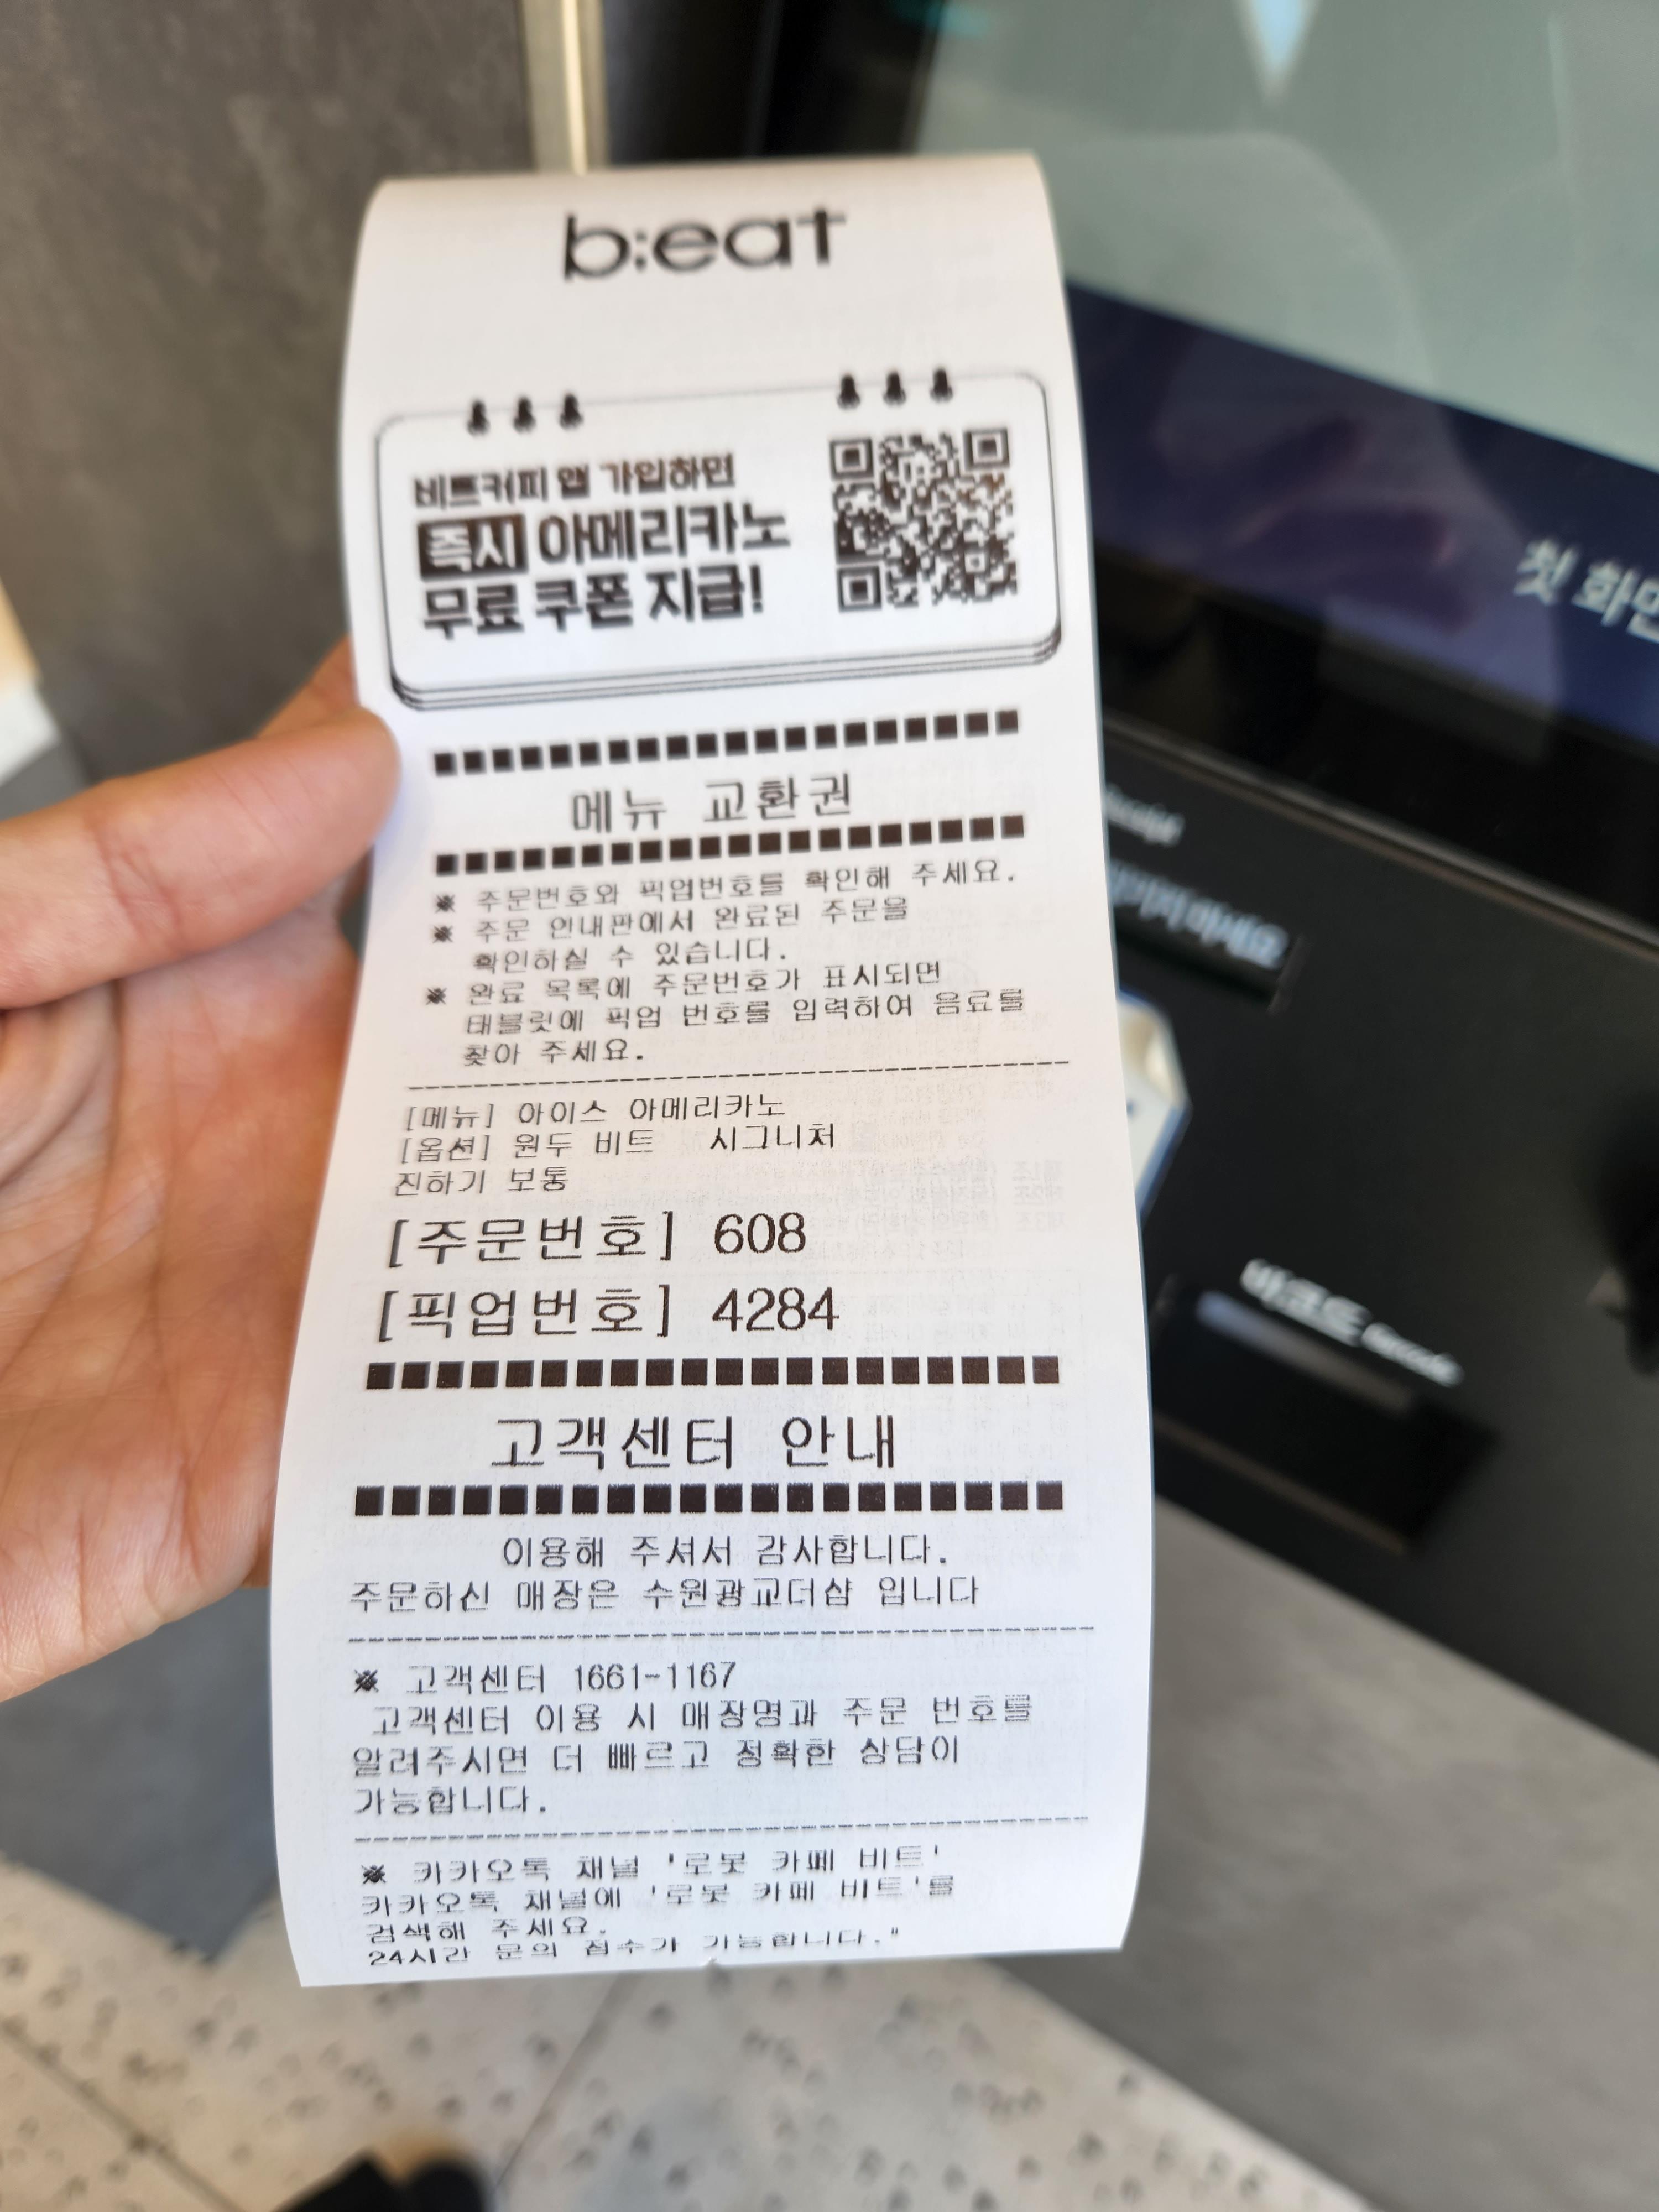 b:eat
비트커피 앱 가입하면
즉시 아메리카노
무료 쿠폰 지급!
메뉴 교환권
※ 주문번호와 픽업번호를 확인해 주세요.
※ 주문 안내판에서 완료된 주문을
확인하실 수 있습니다.
※ 완료 목록에 주문번호가 표시되면
태블릿에 픽업 번호를 입력하여 음료를
찾아 주세요.
[메뉴] 아이스 아메리카노
[옵션] 원두 비트 시그니처
진하기 보통
[주문번호] 608
[픽업번호] 4284
고객센터 안내
이용해 주셔서 감사합니다.
주문하신 매장은 수원광교더샵 입니다
※ 고객센터 1661-1167
고객센터 이용 시 매장명과 주문 번호를
알려주시면 더 빠르고 정확한 상담이
가능합니다.
※ 카카오톡 채널 '로봇 카페 비트'
카카오톡 채널에 '로봇 카페 비트'를
검색해 주세요.
24시간 문의 접수가 가능합니다."
첫 화면
Receipt
마세요
바코드 Barcode